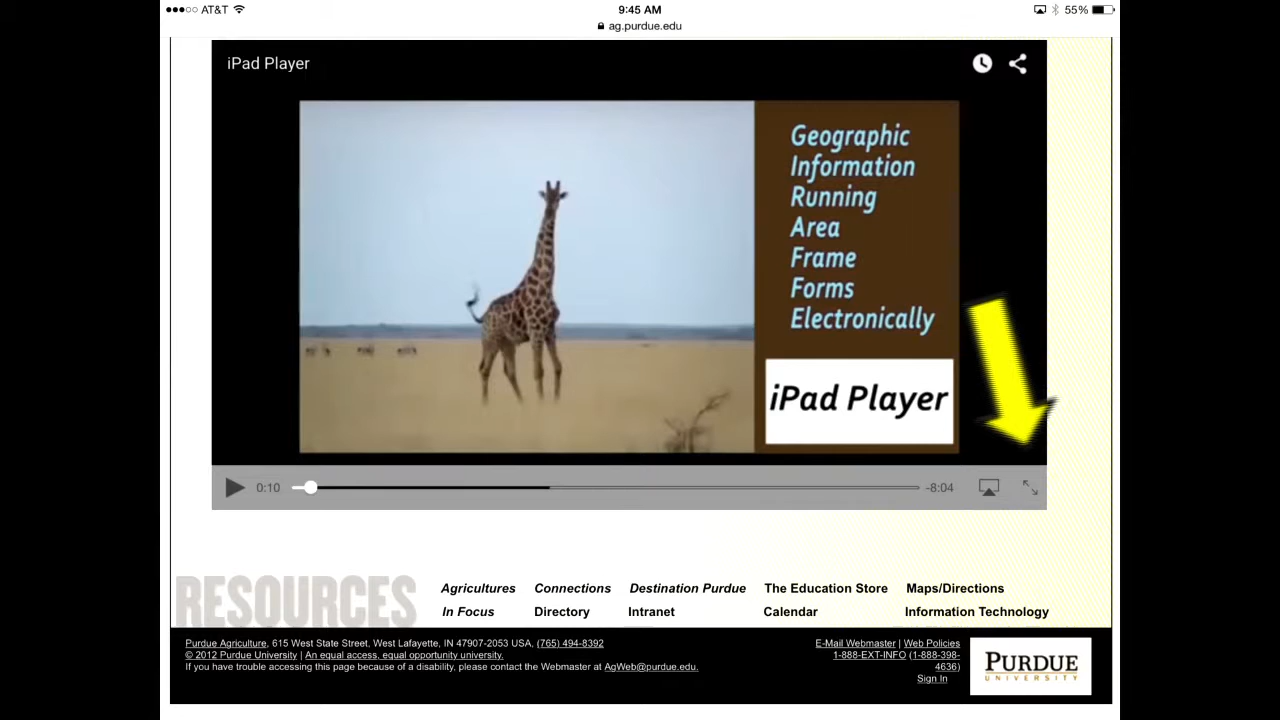 AT&T 9:45 AM 55%
ag.purdue.edu
iPad Player
Geographic
Information
Running
Area
Frame
Forms
Electronically
iPad Player
0:10 -8:04
RESOURCES
Agricultures Connections Destination Purdue The Education Store Maps/Directions
In Focus Directory Intranet Calendar Information Technology
Purdue Agriculture, 615 West State Street, West Lafayette, IN 47907-2053 USA, (765) 494-8392
© 2012 Purdue University | An equal access, equal opportunity university.
If you have trouble accessing this page because of a disability, please contact the Webmaster at AgWeb@purdue.edu.
E-Mail Webmaster | Web Policies
1-888-EXT-INFO (1-888-398-
4636)
Sign In
PURDUE
UNIVERSITY